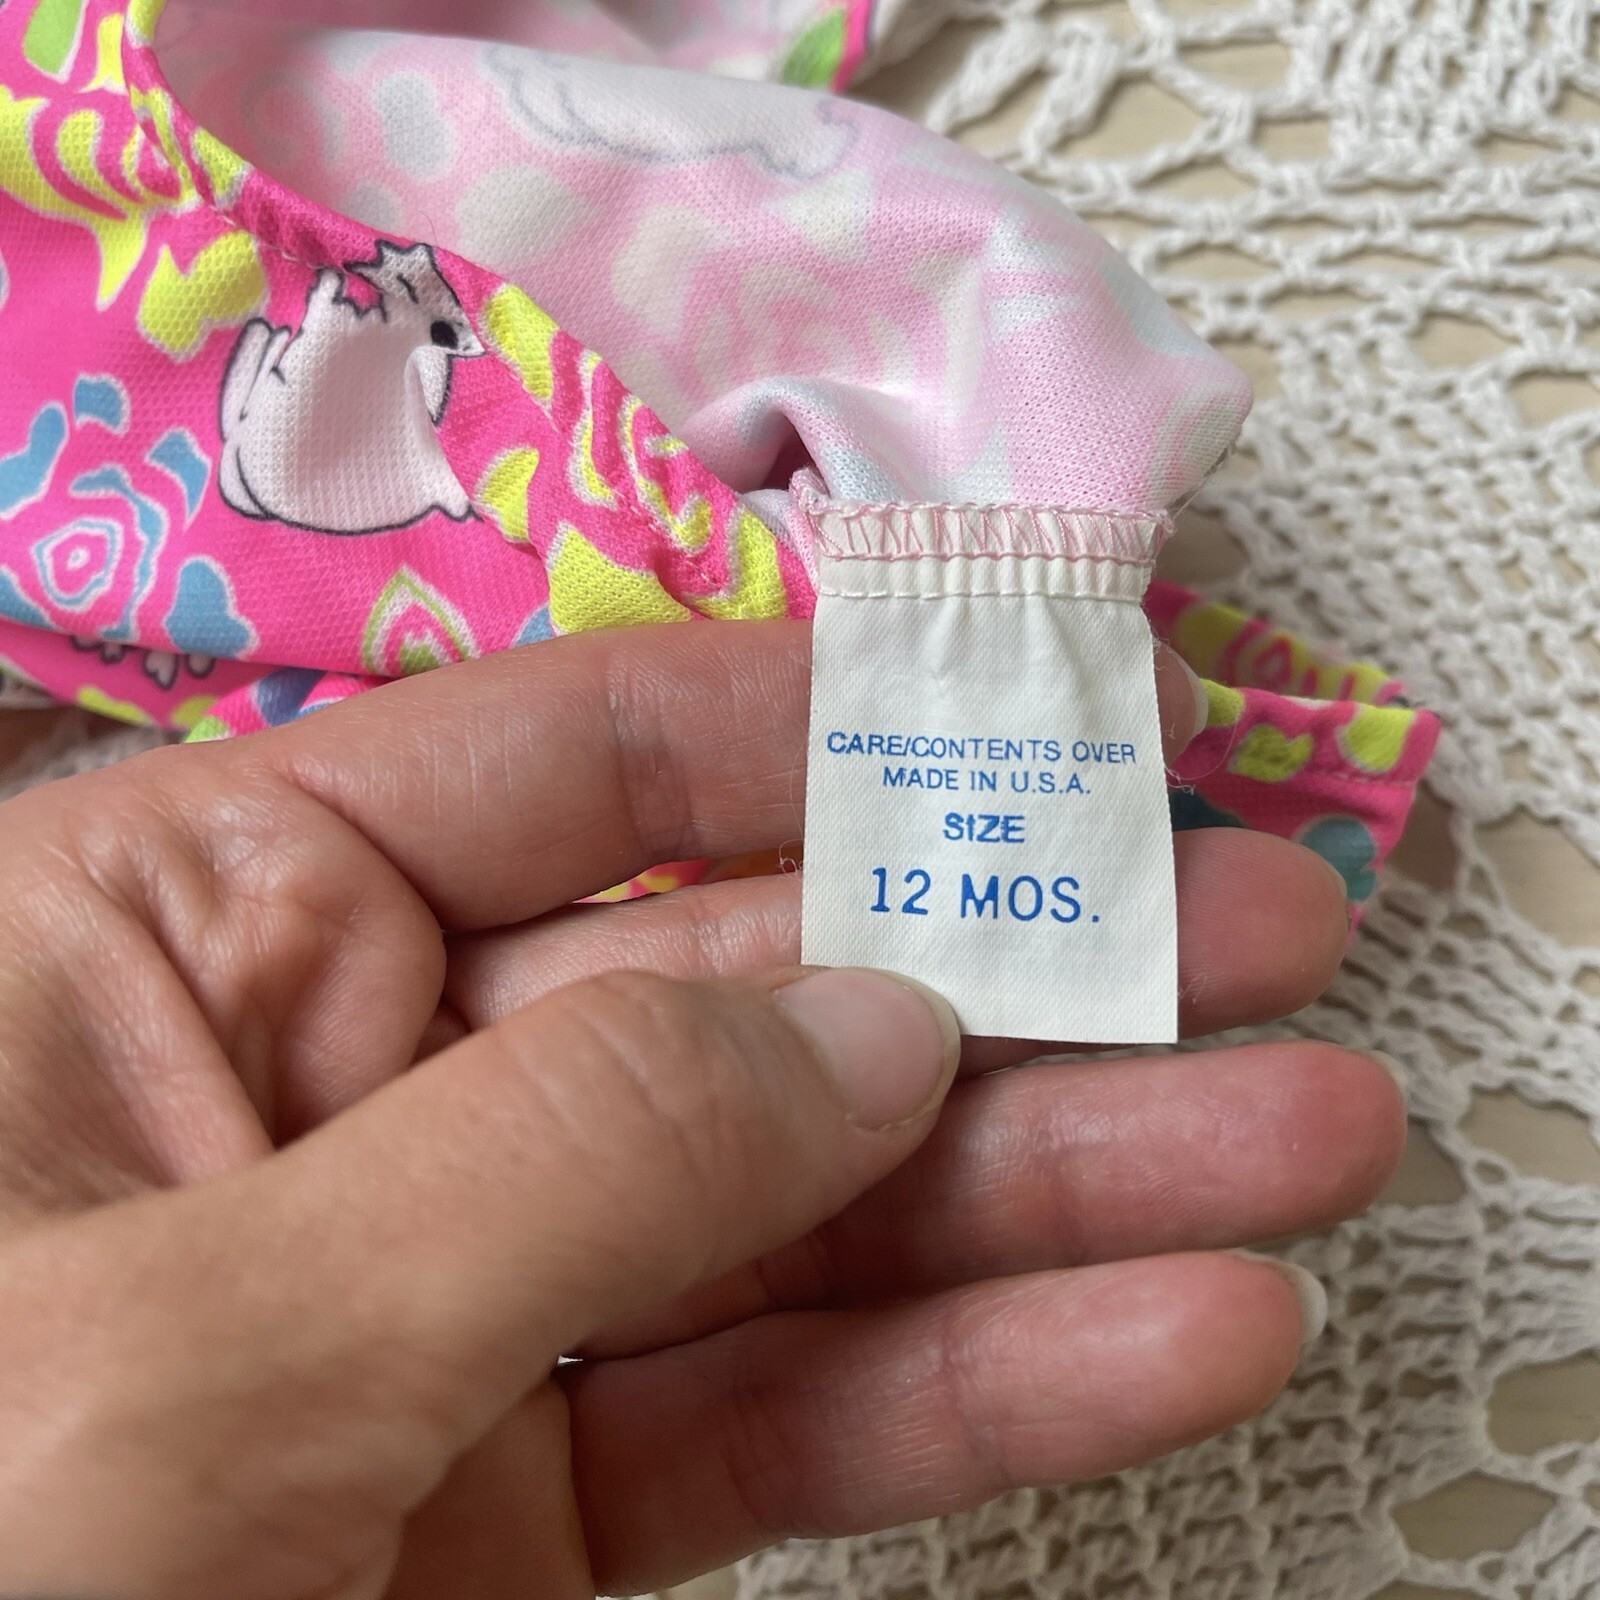 CARE/CONTENTS OVER
MADE IN U.S.A.
SIZE
12 MOS.